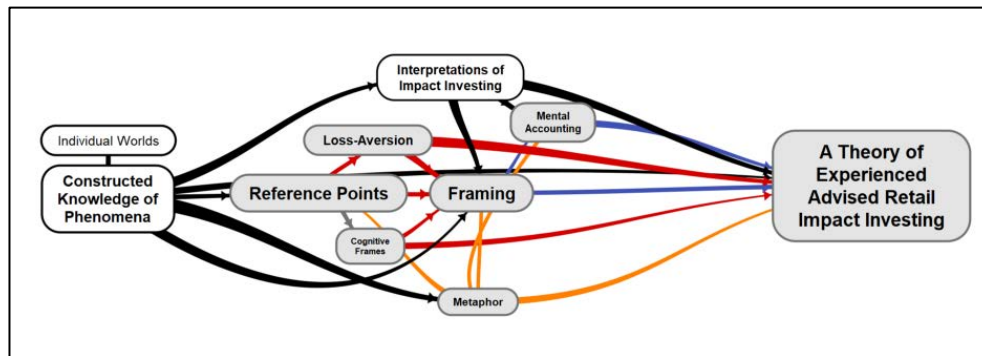 Interpretations of
Impact Investing
Mental
Accounting
Individual Worlds
Loss-Aversion
Constructed
Knowledge of
Phenomena
Reference Points
Framing
Cognitive
Frames
Metaphor
A Theory of
Experienced
Advised Retail
Impact Investing